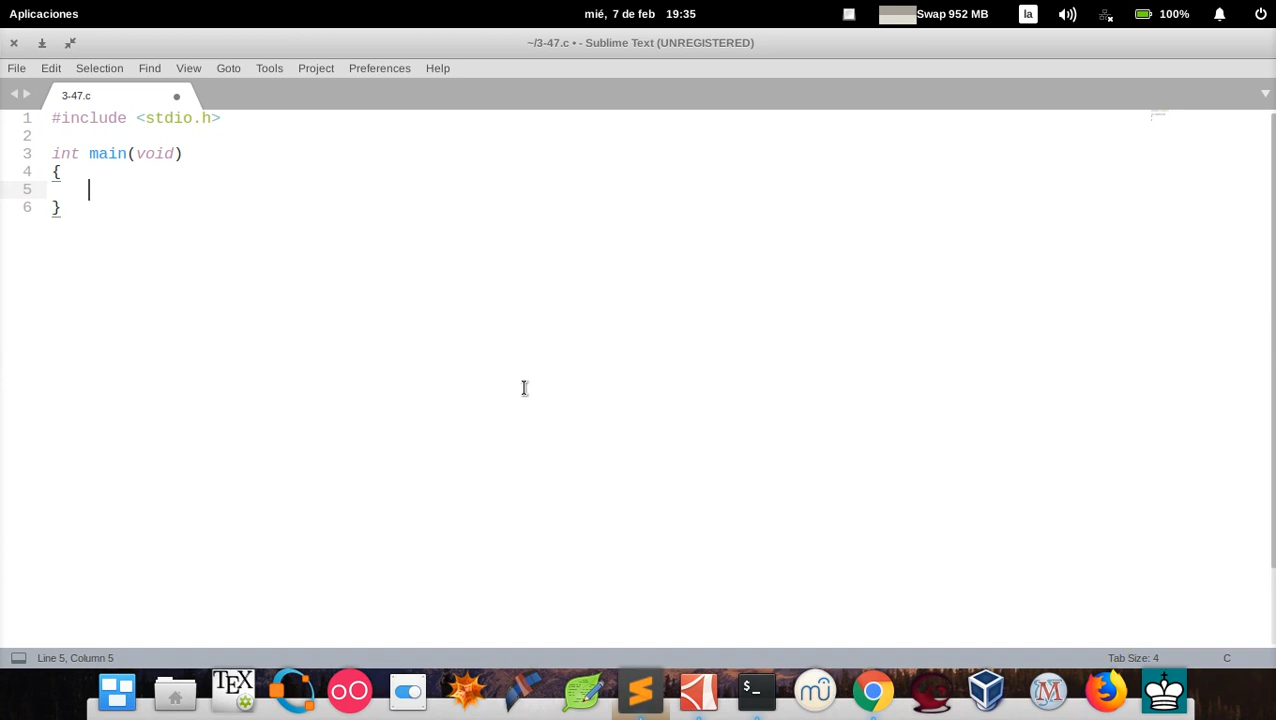 Aplicaciones mié, 7 de feb 19:35 Swap 952 MB la 100%
~/3-47.c • - Sublime Text (UNREGISTERED)
File Edit Selection Find View Goto Tools Project Preferences Help
3-47.c
1 #include <stdio.h>
2
3 int main(void)
4 {
5
6 }
Line 5, Column 5 Tab Size: 4 C
TEX >_ mu M